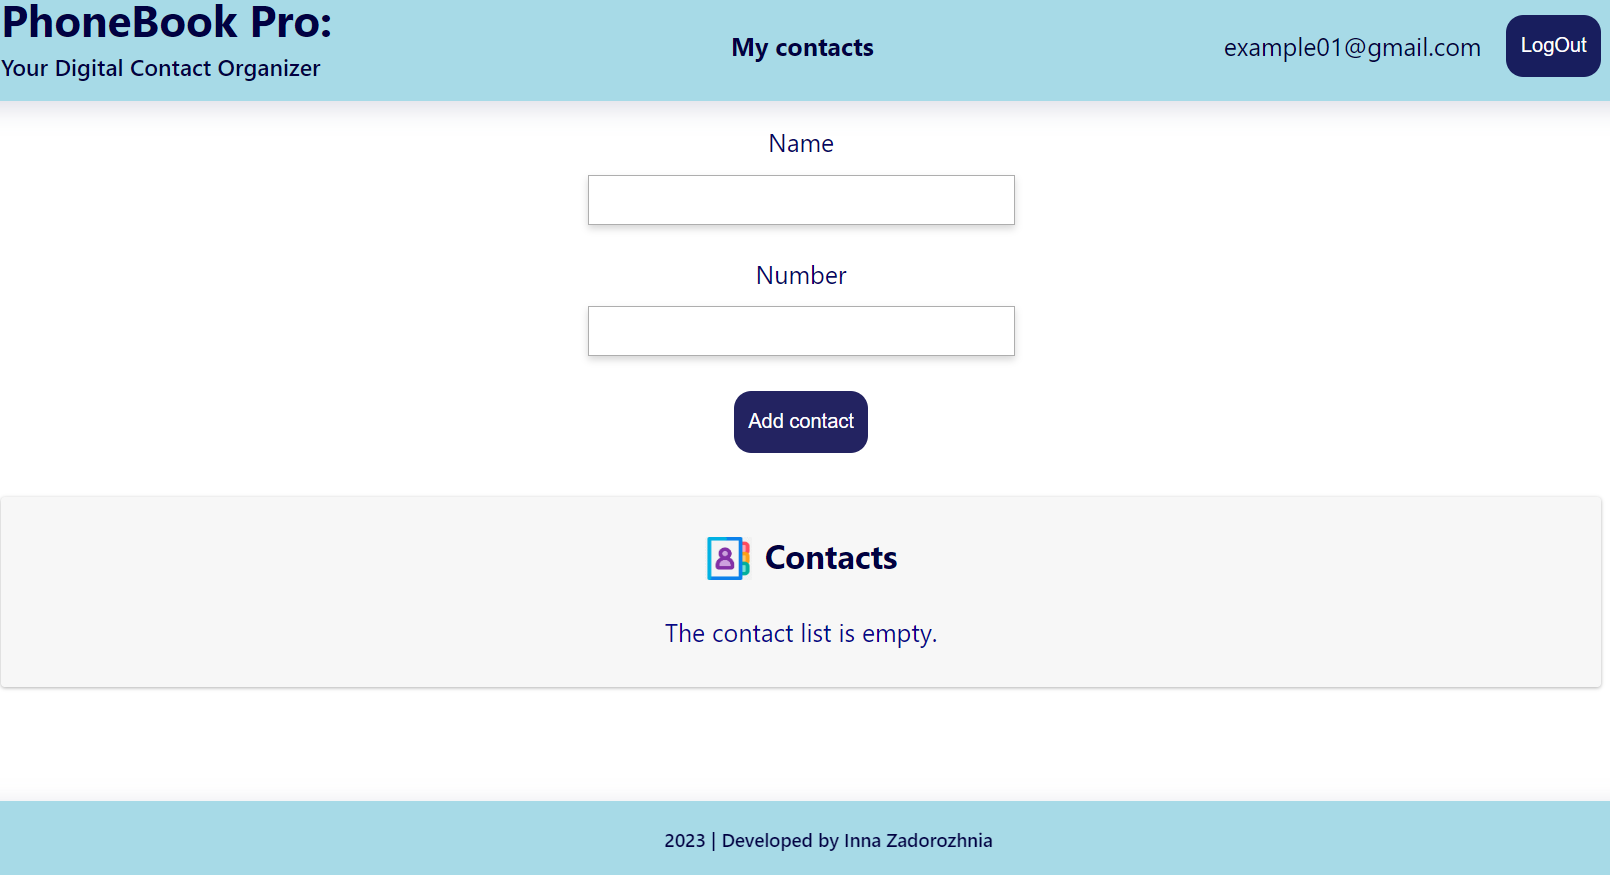 PhoneBook Pro:
Your Digital Contact Organizer
My contacts
example01@gmail.com
LogOut
Name
Number
Add contact
Contacts
The contact list is empty.
2023 | Developed by Inna Zadorozhnia